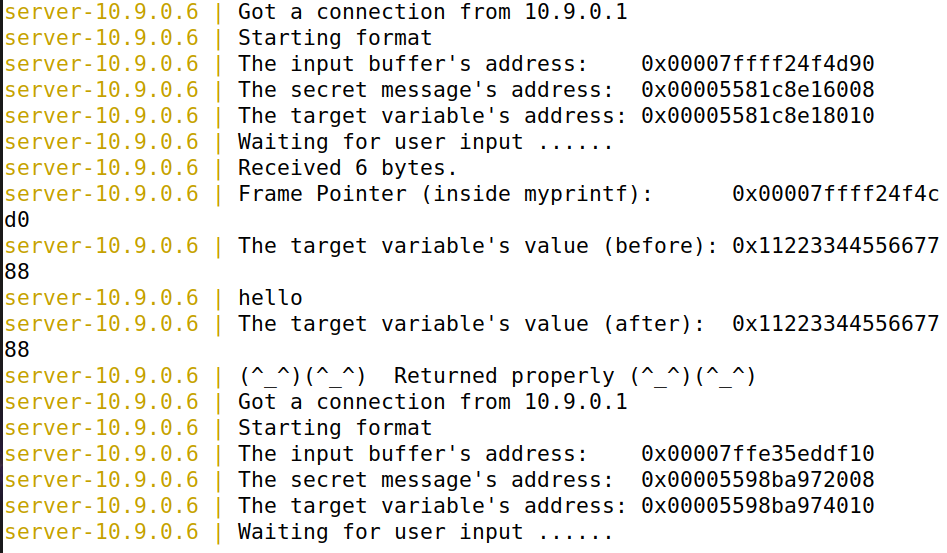 server-10.9.0.6 | Got a connection from 10.9.0.1
server-10.9.0.6 | Starting format
server-10.9.0.6 | The input buffer's address:    0x00007ffff24f4d90
server-10.9.0.6 | The secret message's address:  0x00005581c8e16008
server-10.9.0.6 | The target variable's address: 0x00005581c8e18010
server-10.9.0.6 | Waiting for user input ......
server-10.9.0.6 | Received 6 bytes.
server-10.9.0.6 | Frame Pointer (inside myprintf):      0x00007ffff24f4c
d0
server-10.9.0.6 | The target variable's value (before): 0x11223344556677
88
server-10.9.0.6 | hello
server-10.9.0.6 | The target variable's value (after):  0x11223344556677
88
server-10.9.0.6 | (^_^)(^_^)  Returned properly (^_^)(^_^)
server-10.9.0.6 | Got a connection from 10.9.0.1
server-10.9.0.6 | Starting format
server-10.9.0.6 | The input buffer's address:    0x00007ffe35eddf10
server-10.9.0.6 | The secret message's address:  0x00005598ba972008
server-10.9.0.6 | The target variable's address: 0x00005598ba974010
server-10.9.0.6 | Waiting for user input ......